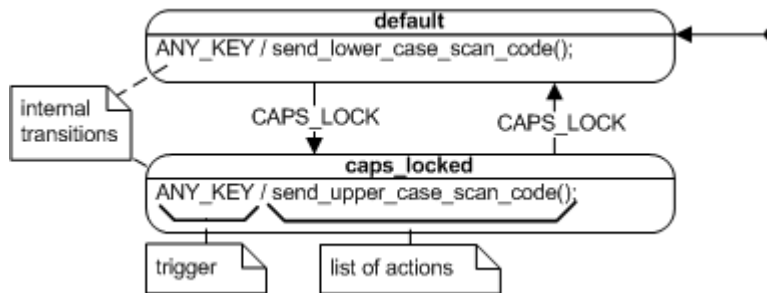 default
ANY_KEY / send_lower_case_scan_code();
internal
transitions
CAPS_LOCK
CAPS_LOCK
caps_locked
ANY_KEY / send_upper_case_scan_code();
trigger
list of actions